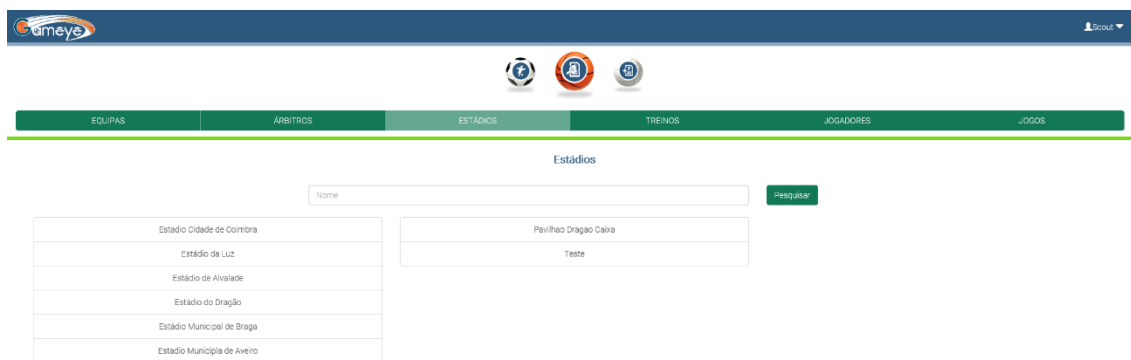 Gameye
Scout
EQUIPAS ÁRBITROS ESTÁDIOS TREINOS JOGADORES JOGOS
Estádios
Nome Pesquisar
Estadio Cidade de Coimbra
Estádio da Luz
Estádio de Alvalade
Estádio do Dragão
Estádio Municipal de Braga
Estadio Municipla de Aveiro
Pavilhao Dragao Caixa
Teste